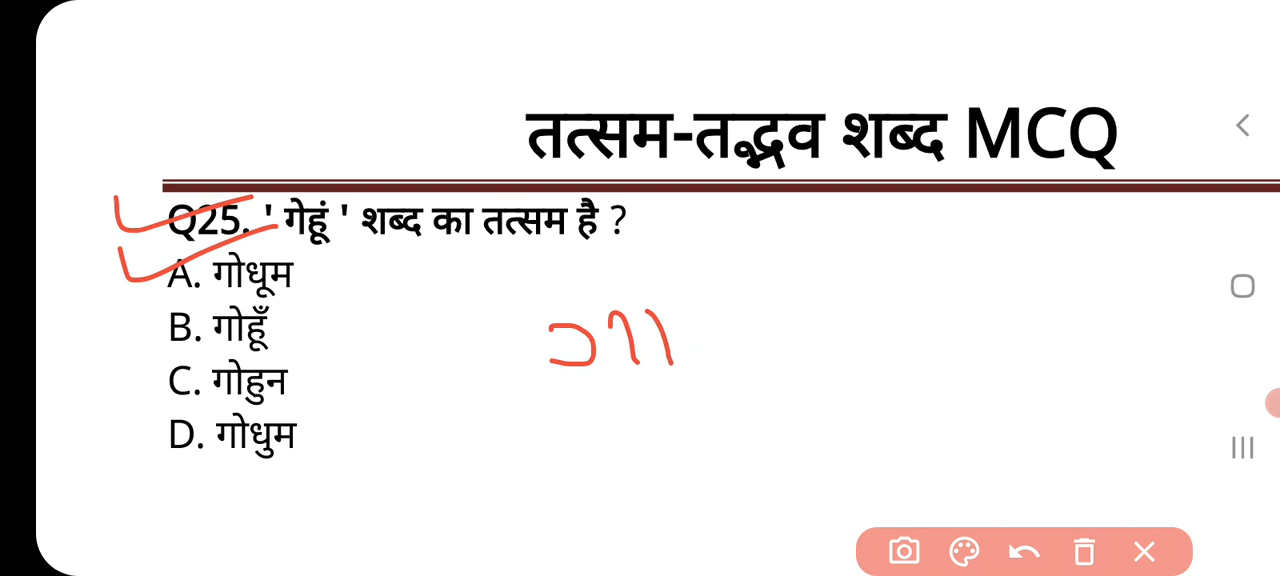 तत्सम-तद्भव शब्द MCQ
Q25. ' गेहूं ' शब्द का तत्सम है ?
A. गोधूम
B. गोहूँ
C. गोहुन
D. गोधुम